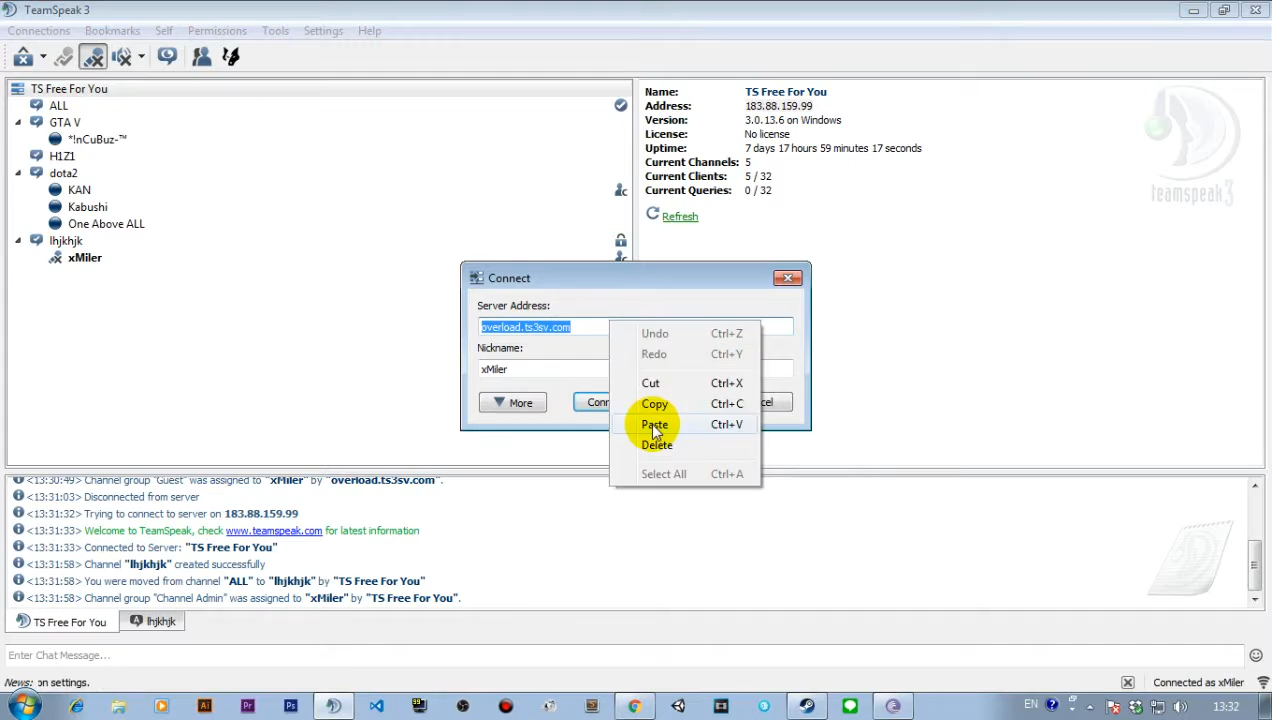 TeamSpeak 3
Connections Bookmarks Self Permissions Tools Settings Help
TS Free For You
ALL
GTA V
*!nCuBuz-™
H1Z1
dota2
KAN
Kabushi
One Above ALL
lhjkhjk
xMiler
Name: TS Free For You
Address: 183.88.159.99
Version: 3.0.13.6 on Windows
License: No license
Uptime: 7 days 17 hours 59 minutes 17 seconds
Current Channels: 5
Current Clients: 5 / 32
Current Queries: 0 / 32
Refresh
teamspeak 3
Connect
Server Address:
overload.ts3sv.com
Nickname:
xMiler
More
Conn
cel
Undo Ctrl+Z
Redo Ctrl+Y
Cut Ctrl+X
Copy Ctrl+C
Paste Ctrl+V
Delete
Select All Ctrl+A
<13:30:49> Channel group "Guest" was assigned to "xMiler" by "overload.ts3sv.com".
<13:31:03> Disconnected from server
<13:31:32> Trying to connect to server on 183.88.159.99
<13:31:33> Welcome to TeamSpeak, check www.teamspeak.com for latest information
<13:31:33> Connected to Server: "TS Free For You"
<13:31:58> Channel "lhjkhjk" created successfully
<13:31:58> You were moved from channel "ALL" to "lhjkhjk" by "TS Free For You"
<13:31:58> Channel group "Channel Admin" was assigned to "xMiler" by "TS Free For You".
TS Free For You
lhjkhjk
Enter Chat Message...
News: on settings.
Connected as xMiler
Ai Pr Ps
EN
13:32